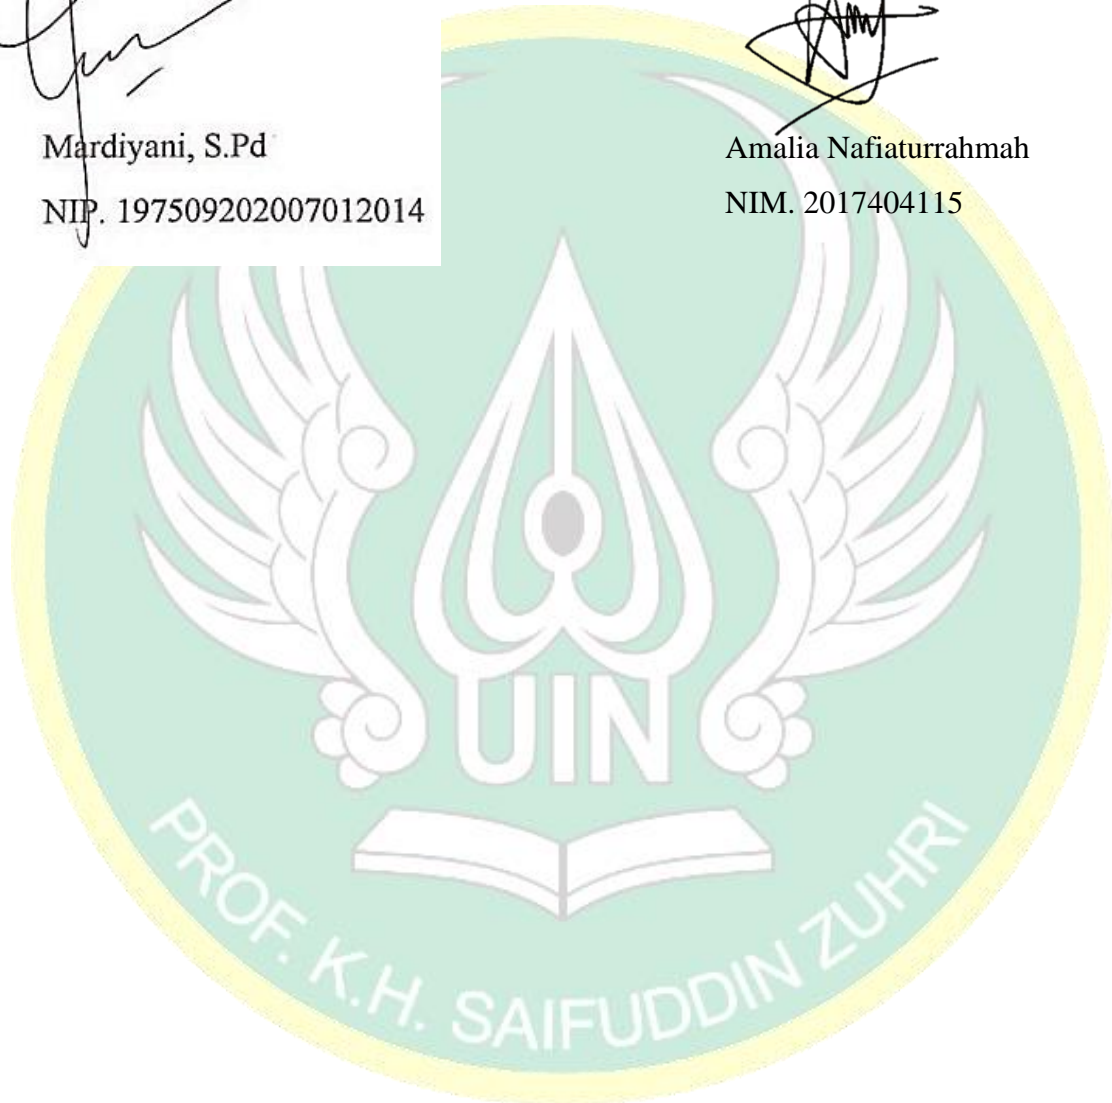 Mardiyani, S.Pd
NIP. 197509202007012014
Amalia Nafiaturrahmah
NIM. 2017404115
UIN
PROF. K.H. SAIFUDDIN ZUHRI